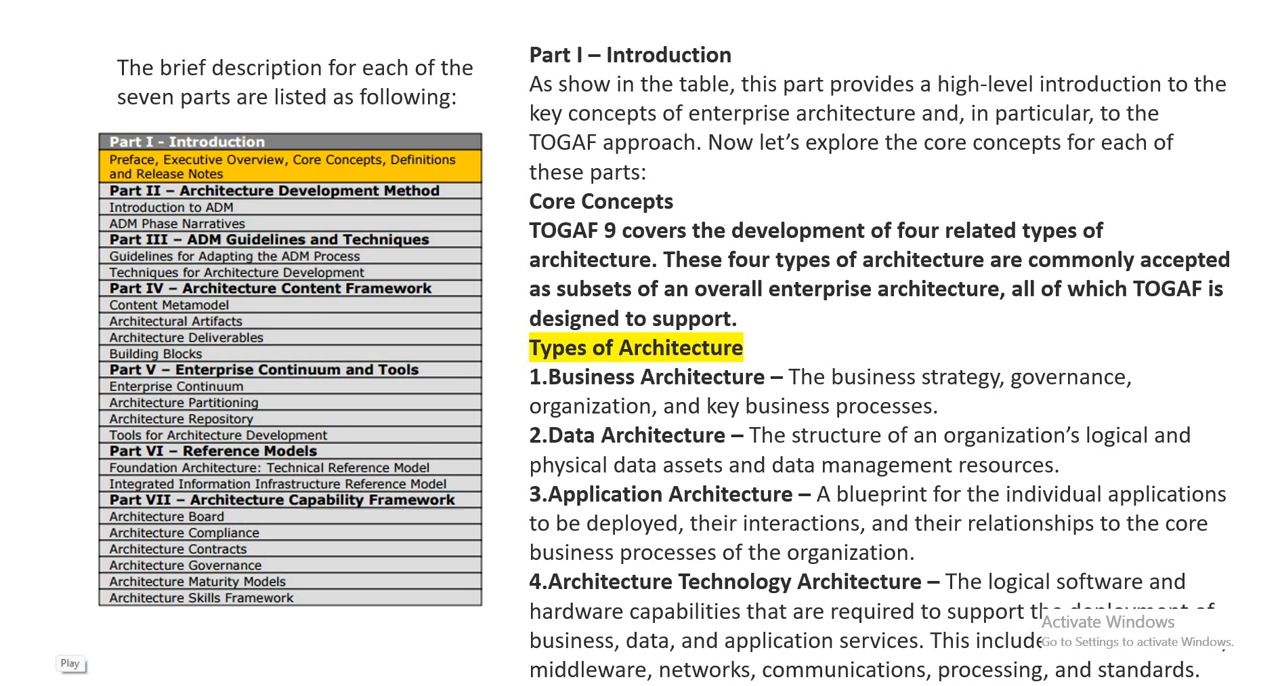 The brief description for each of the
seven parts are listed as following:
Part I - Introduction
Preface, Executive Overview, Core Concepts, Definitions
and Release Notes
Part II – Architecture Development Method
Introduction to ADM
ADM Phase Narratives
Part III – ADM Guidelines and Techniques
Guidelines for Adapting the ADM Process
Techniques for Architecture Development
Part IV – Architecture Content Framework
Content Metamodel
Architectural Artifacts
Architecture Deliverables
Building Blocks
Part V – Enterprise Continuum and Tools
Enterprise Continuum
Architecture Partitioning
Architecture Repository
Tools for Architecture Development
Part VI – Reference Models
Foundation Architecture: Technical Reference Model
Integrated Information Infrastructure Reference Model
Part VII – Architecture Capability Framework
Architecture Board
Architecture Compliance
Architecture Contracts
Architecture Governance
Architecture Maturity Models
Architecture Skills Framework
Play
Part I – Introduction
As show in the table, this part provides a high-level introduction to the
key concepts of enterprise architecture and, in particular, to the
TOGAF approach. Now let’s explore the core concepts for each of
these parts:
Core Concepts
TOGAF 9 covers the development of four related types of
architecture. These four types of architecture are commonly accepted
as subsets of an overall enterprise architecture, all of which TOGAF is
designed to support.
Types of Architecture
1.Business Architecture – The business strategy, governance,
organization, and key business processes.
2.Data Architecture – The structure of an organization’s logical and
physical data assets and data management resources.
3.Application Architecture – A blueprint for the individual applications
to be deployed, their interactions, and their relationships to the core
business processes of the organization.
4.Architecture Technology Architecture – The logical software and
hardware capabilities that are required to support the deployment of
business, data, and application services. This include
middleware, networks, communications, processing, and standards.
Activate Windows
Go to Settings to activate Windows.